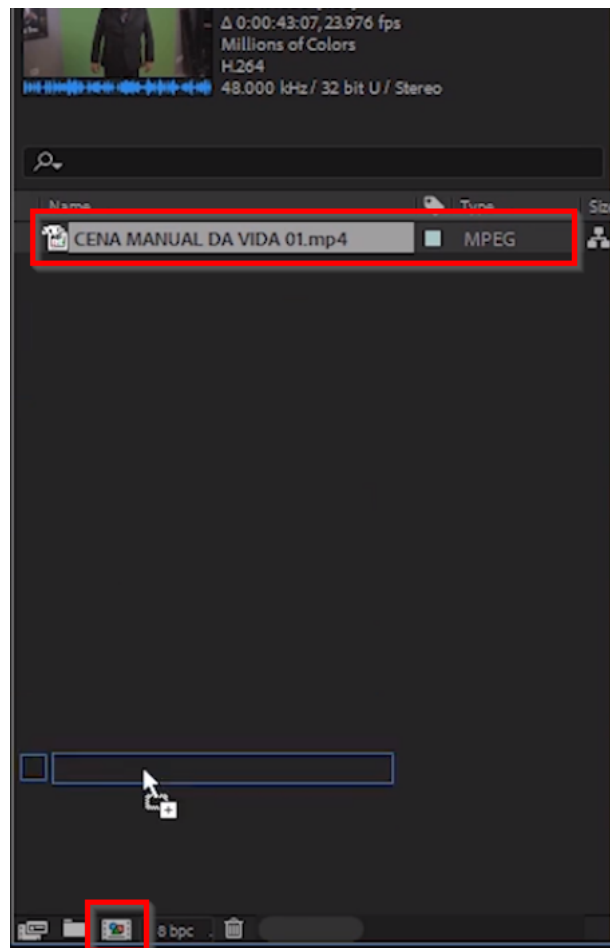 Δ 0:00:43:07, 23.976 fps
Millions of Colors
H.264
48.000 kHz / 32 bit U / Stereo
Name Type Size
CENA MANUAL DA VIDA 01.mp4 MPEG
8 bpc